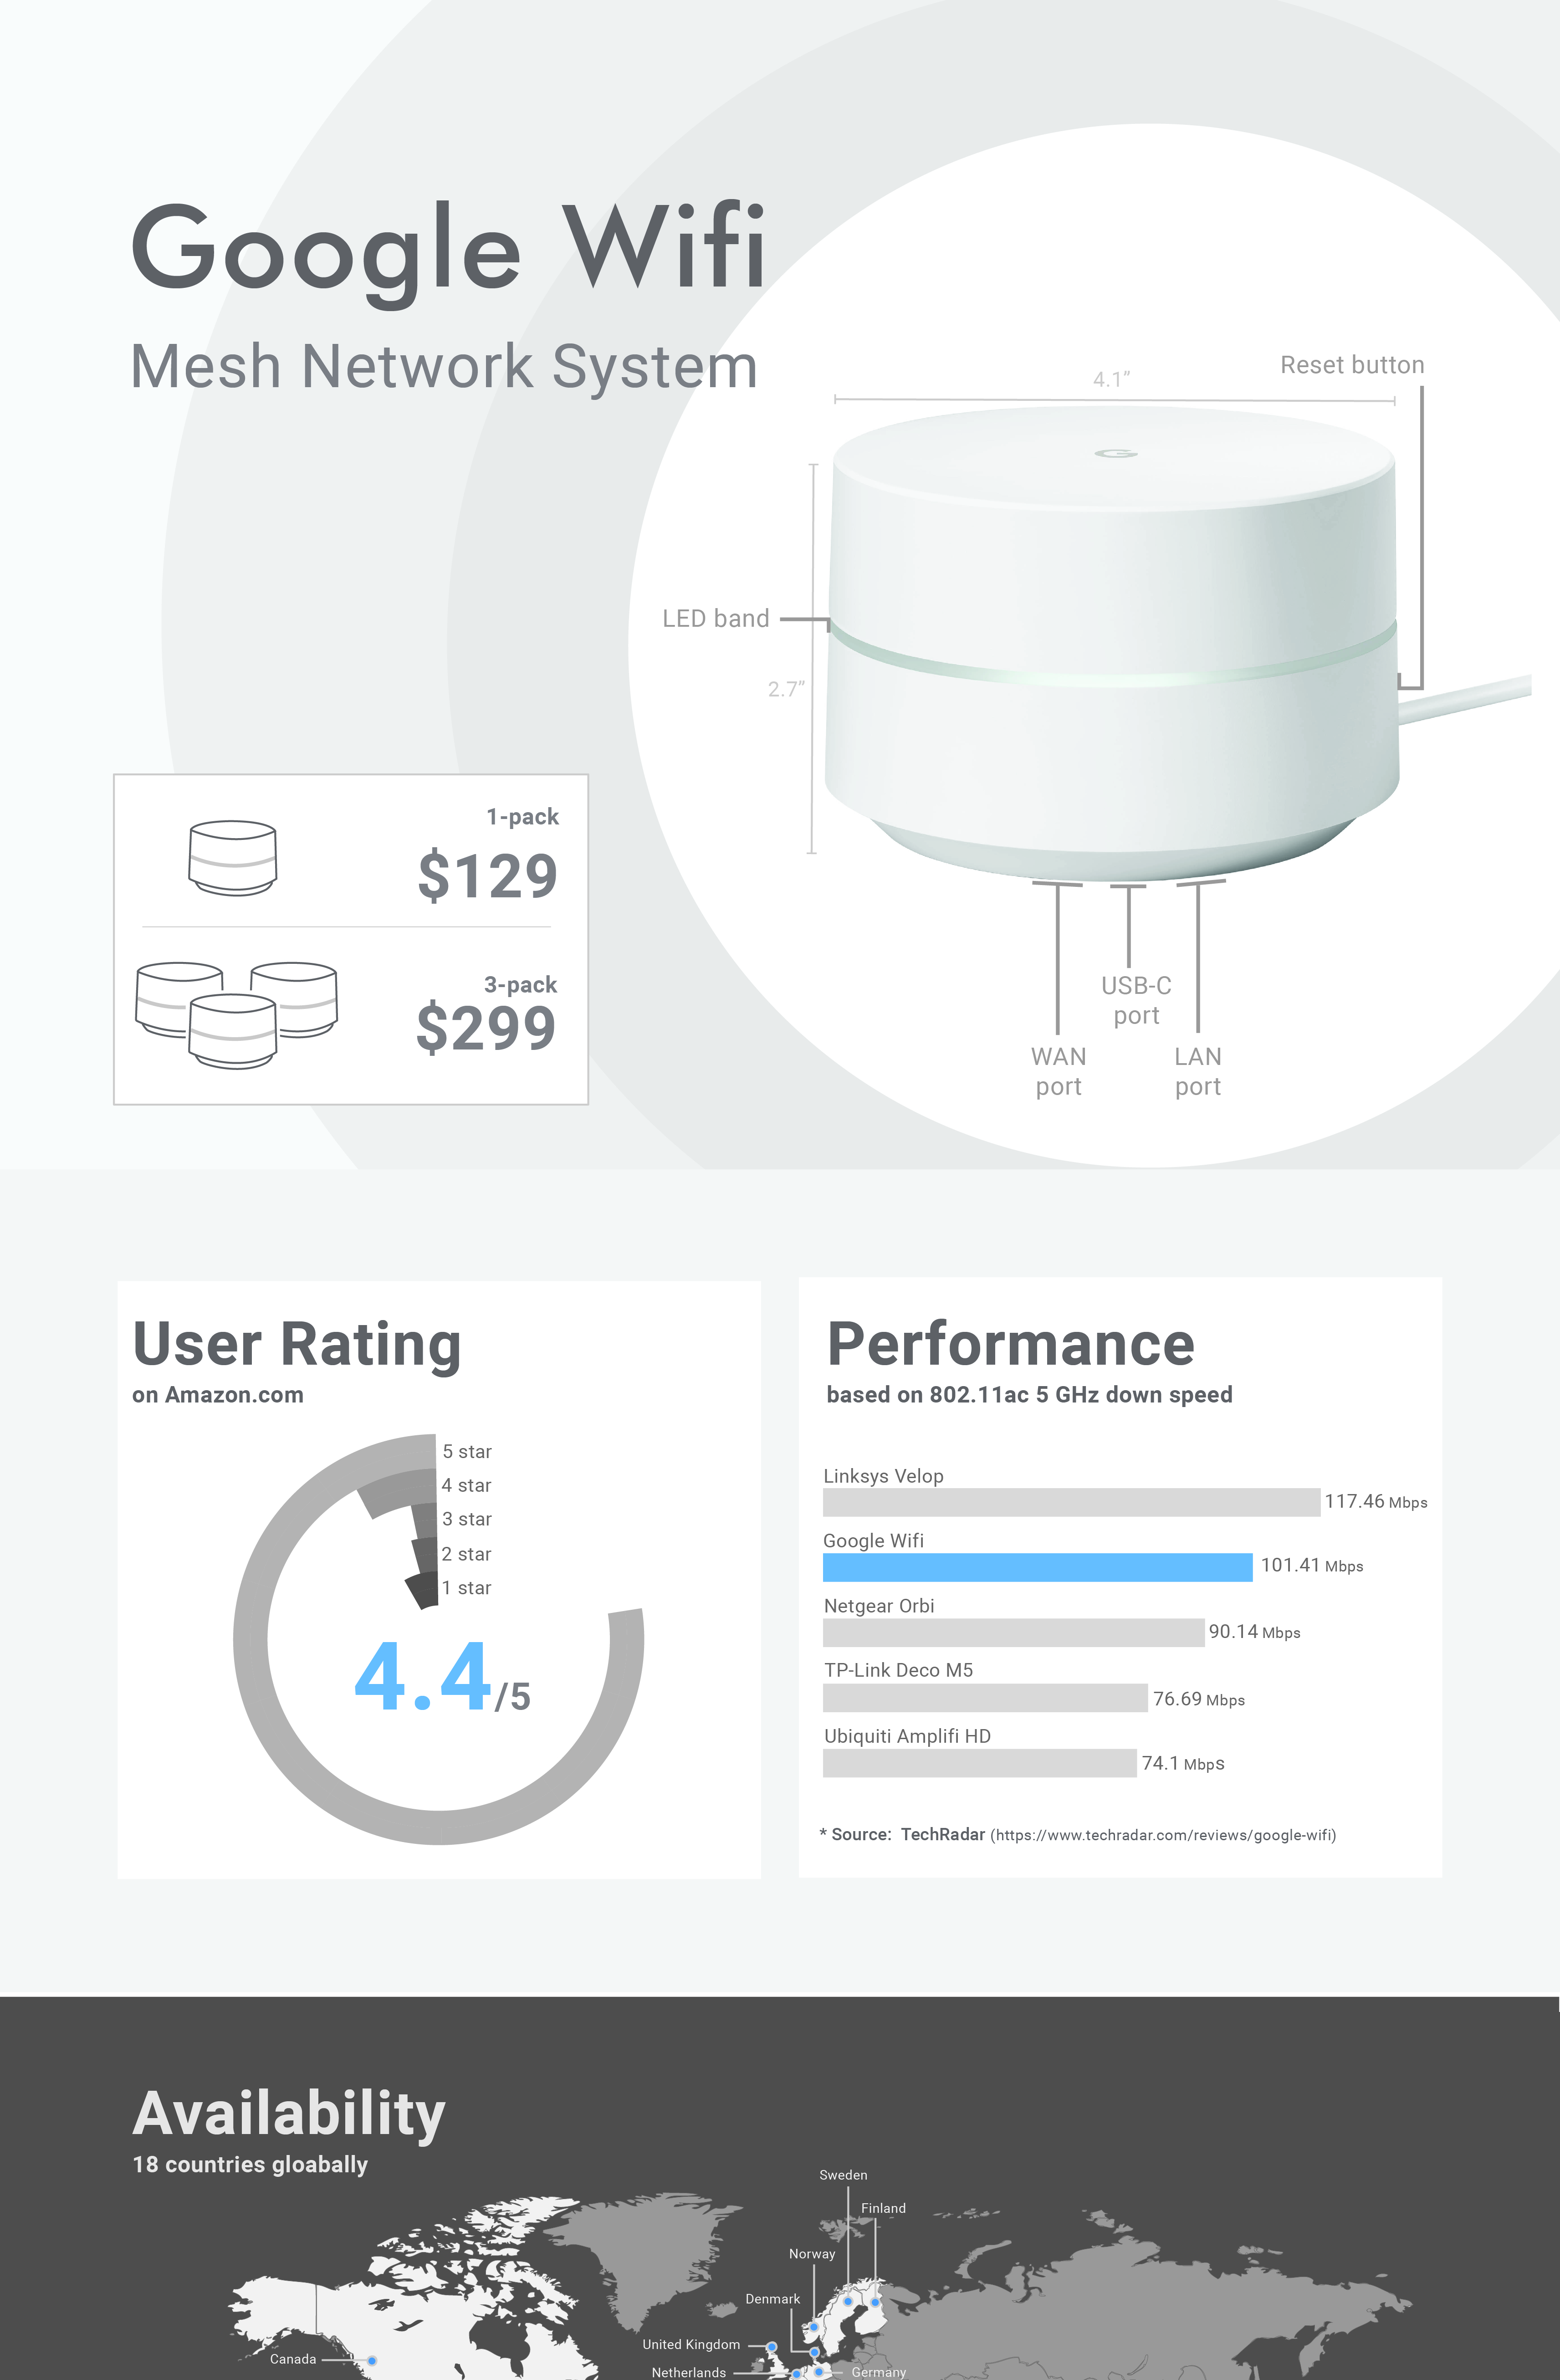 Google Wifi
Mesh Network System
4.1”
Reset button
LED band
2.7”
1-pack
$129
3-pack
$299
USB-C
port
WAN
port
LAN
port
User Rating
on Amazon.com
5 star
4 star
3 star
2 star
1 star
4.4/5
Performance
based on 802.11ac 5 GHz down speed
Linksys Velop
117.46 Mbps
Google Wifi
101.41 Mbps
Netgear Orbi
90.14 Mbps
TP-Link Deco M5
76.69 Mbps
Ubiquiti Amplifi HD
74.1 Mbps
* Source: TechRadar (https://www.techradar.com/reviews/google-wifi)
Availability
18 countries gloabally
Sweden
Finland
Norway
Denmark
United Kingdom
Canada
Netherlands
Germany